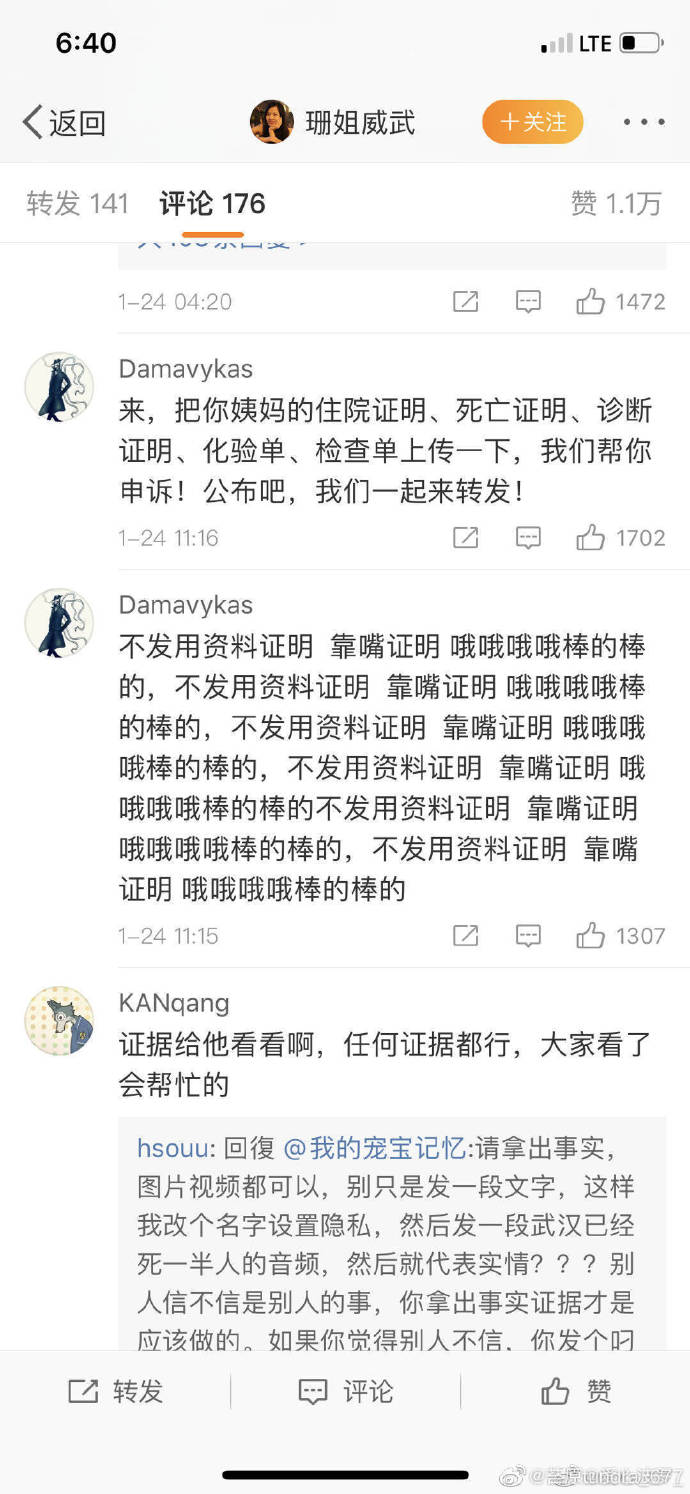 6:40
LTE
返回
珊姐威武
+关注
转发 141
评论 176
赞 1.1万
1-24 04:20
1472
Damavykas
来，把你姨妈的住院证明、死亡证明、诊断
证明、化验单、检查单上传一下，我们帮你
申诉！公布吧，我们一起来转发！
1-24 11:16
1702
Damavykas
不发用资料证明 靠嘴证明 哦哦哦哦棒的棒
的，不发用资料证明 靠嘴证明 哦哦哦哦棒
的棒的，不发用资料证明 靠嘴证明 哦哦哦
哦棒的棒的，不发用资料证明 靠嘴证明 哦
哦哦哦棒的棒的不发用资料证明 靠嘴证明
哦哦哦哦棒的棒的，不发用资料证明 靠嘴
证明 哦哦哦哦棒的棒的
1-24 11:15
1307
KANqang
证据给他看看啊，任何证据都行，大家看了
会帮忙的
hsouu: 回復 @我的宠宝记忆:请拿出事实，
图片视频都可以，别只是发一段文字，这样
我改个名字设置隐私，然后发一段武汉已经
死一半人的音频，然后就代表实情？？？别
人信不信是别人的事，你拿出事实证据才是
应该做的。如果你觉得别人不信，你发个叼
转发
评论
赞